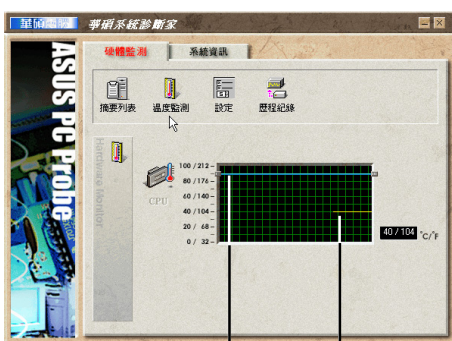 華碩電腦 華碩系統診斷家
硬體監測 系統資訊
摘要列表 溫度監測 設定 歷程紀錄
ASUS PC Probe
Hardware Monitor
CPU
100 / 212
80 / 176
60 / 140
40 / 104
20 / 68
0 / 32
40 / 104 °C/°F